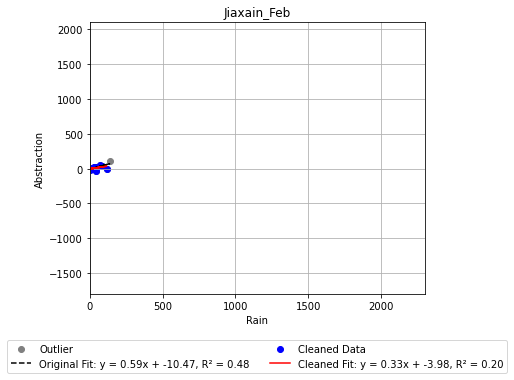 Jiaxain_Feb
2000
1500
1000
500
0
−500
−1000
−1500
Abstraction
0 500 1000 1500 2000
Rain
Outlier Cleaned Data
Original Fit: y = 0.59x + -10.47, R² = 0.48 Cleaned Fit: y = 0.33x + -3.98, R² = 0.20